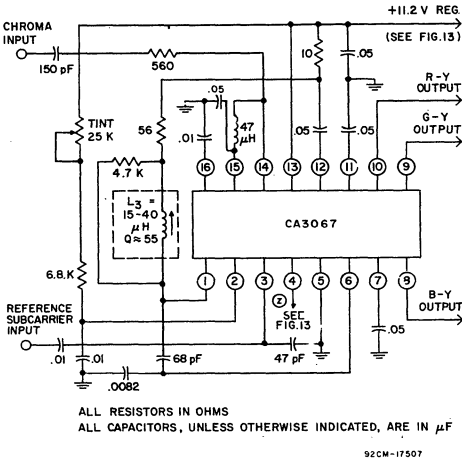 +11.2 V REG.
CHROMA
INPUT
(SEE FIG.13)
150 pF
560
10
.05
R-Y
OUTPUT
G-Y
OUTPUT
TINT
25 K
56
.05
.01
47
μH
.05
.05
4.7 K
16
15
14
13
12
11
10
9
L3 =
15-40
μH
Q≈55
CA3067
6.8 K
1
2
3
4
5
6
7
9
Z
SEE
FIG.13
B-Y
OUTPUT
REFERENCE
SUBCARRIER
INPUT
.05
.01
.01
68 pF
47 pF
.0082
ALL RESISTORS IN OHMS
ALL CAPACITORS, UNLESS OTHERWISE INDICATED, ARE IN μF
92CM-17507